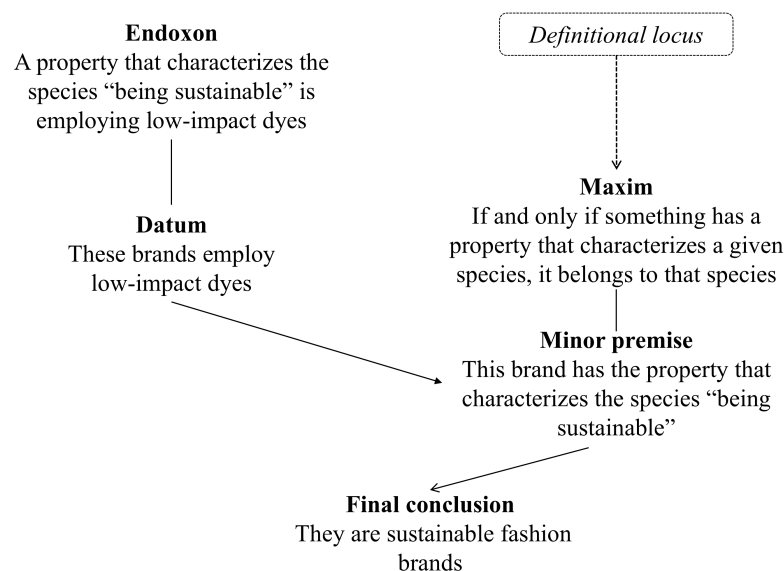 Endoxon
A property that characterizes the
species “being sustainable” is
employing low-impact dyes
Datum
These brands employ
low-impact dyes
Definitional locus
Maxim
If and only if something has a
property that characterizes a given
species, it belongs to that species
Minor premise
This brand has the property that
characterizes the species “being
sustainable”
Final conclusion
They are sustainable fashion
brands